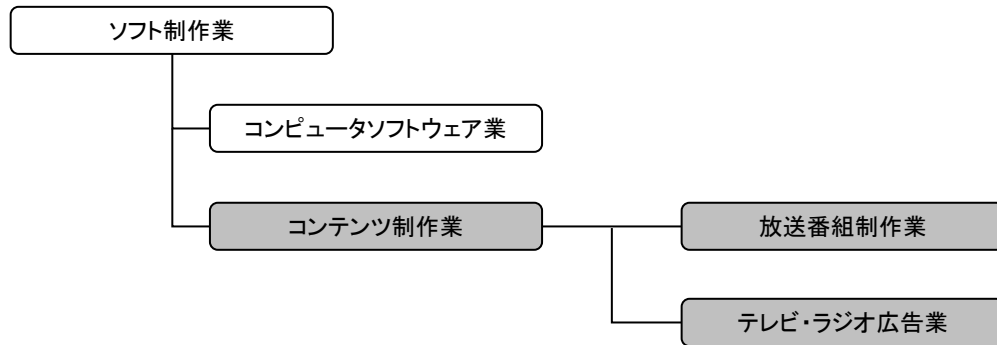 ソフト制作業
コンピュータソフトウェア業
コンテンツ制作業
放送番組制作業
テレビ・ラジオ広告業